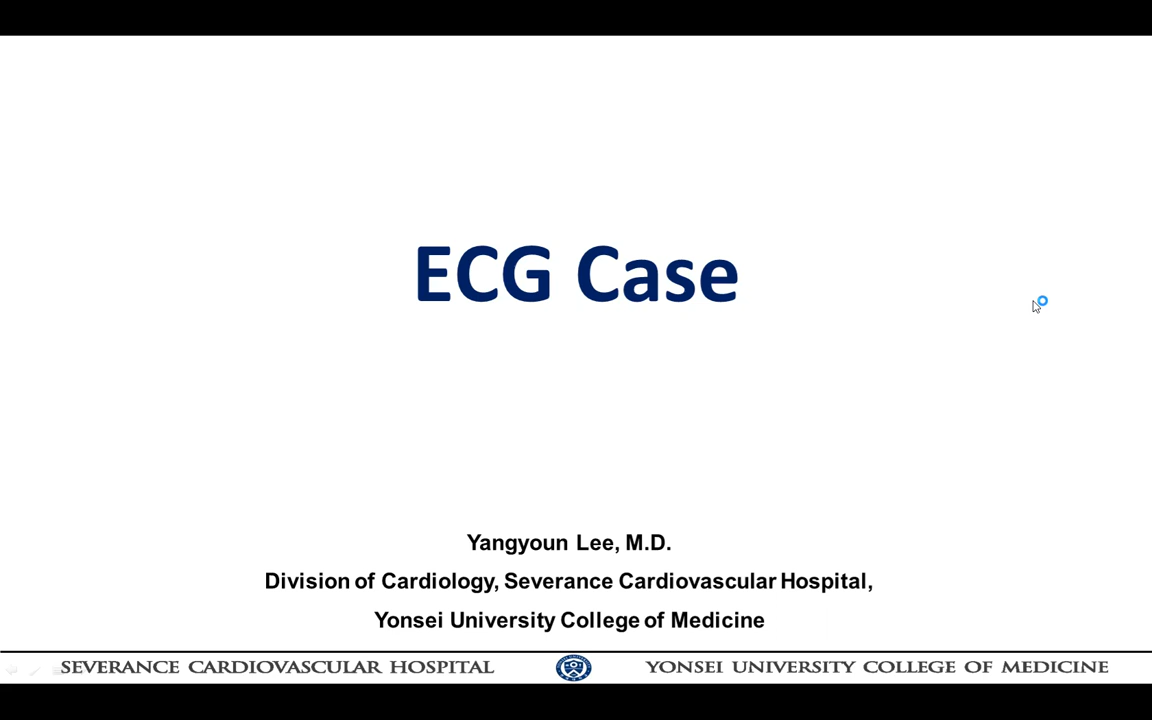 ECG Case
Yangyoun Lee, M.D.
Division of Cardiology, Severance Cardiovascular Hospital,
Yonsei University College of Medicine
SEVERANCE CARDIOVASCULAR HOSPITAL
YONSEI UNIVERSITY COLLEGE OF MEDICINE